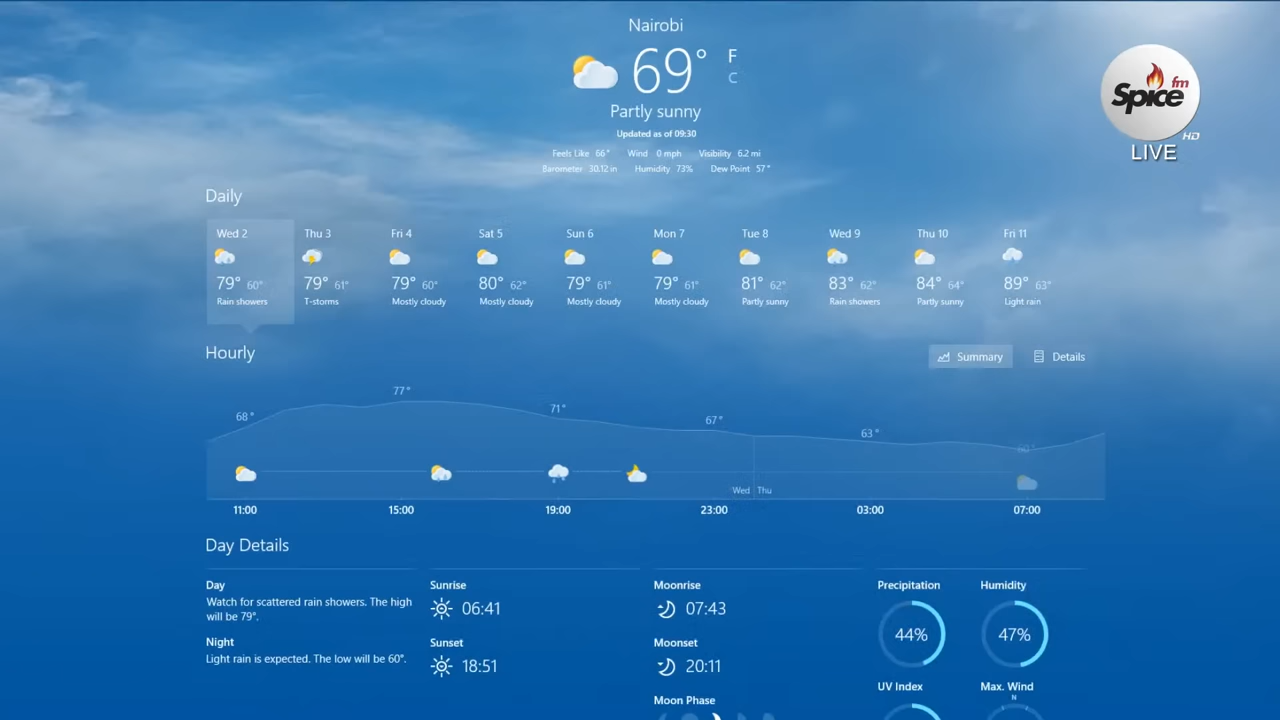 Nairobi
69° F
C
Partly sunny
Updated as of 09:30
Feels Like 66° Wind 0 mph Visibility 6.2 mi
Barometer 30.12 in Humidity 73% Dew Point 57°
Spice fm
HD
LIVE
Daily
Wed 2 Thu 3 Fri 4 Sat 5 Sun 6 Mon 7 Tue 8 Wed 9 Thu 10 Fri 11
79° 60° 79° 61° 79° 60° 80° 62° 79° 61° 79° 61° 81° 62° 83° 62° 84° 64° 89° 63°
Rain showers T-storms Mostly cloudy Mostly cloudy Mostly cloudy Mostly cloudy Partly sunny Rain showers Partly sunny Light rain
Hourly
Summary Details
68° 77° 71° 67° 63° 60°
Wed Thu
11:00 15:00 19:00 23:00 03:00 07:00
Day Details
Day
Watch for scattered rain showers. The high
will be 79°.
Night
Light rain is expected. The low will be 60°.
Sunrise
06:41
Sunset
18:51
Moonrise
07:43
Moonset
20:11
Moon Phase
Precipitation Humidity
44% 47%
UV Index Max. Wind
N